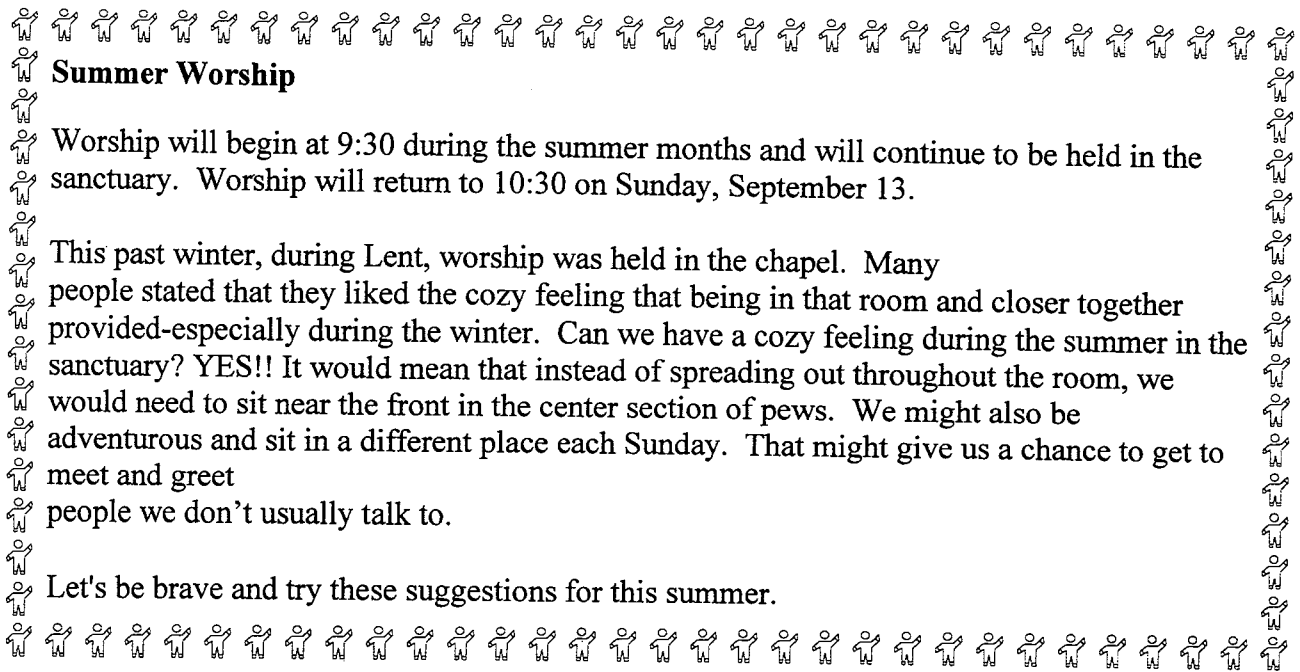 Summer Worship
Worship will begin at 9:30 during the summer months and will continue to be held in the
sanctuary.  Worship will return to 10:30 on Sunday, September 13.
This past winter, during Lent, worship was held in the chapel.  Many
people stated that they liked the cozy feeling that being in that room and closer together
provided-especially during the winter.  Can we have a cozy feeling during the summer in the
sanctuary? YES!! It would mean that instead of spreading out throughout the room, we
would need to sit near the front in the center section of pews.  We might also be
adventurous and sit in a different place each Sunday.  That might give us a chance to get to
meet and greet
people we don't usually talk to.
Let's be brave and try these suggestions for this summer.